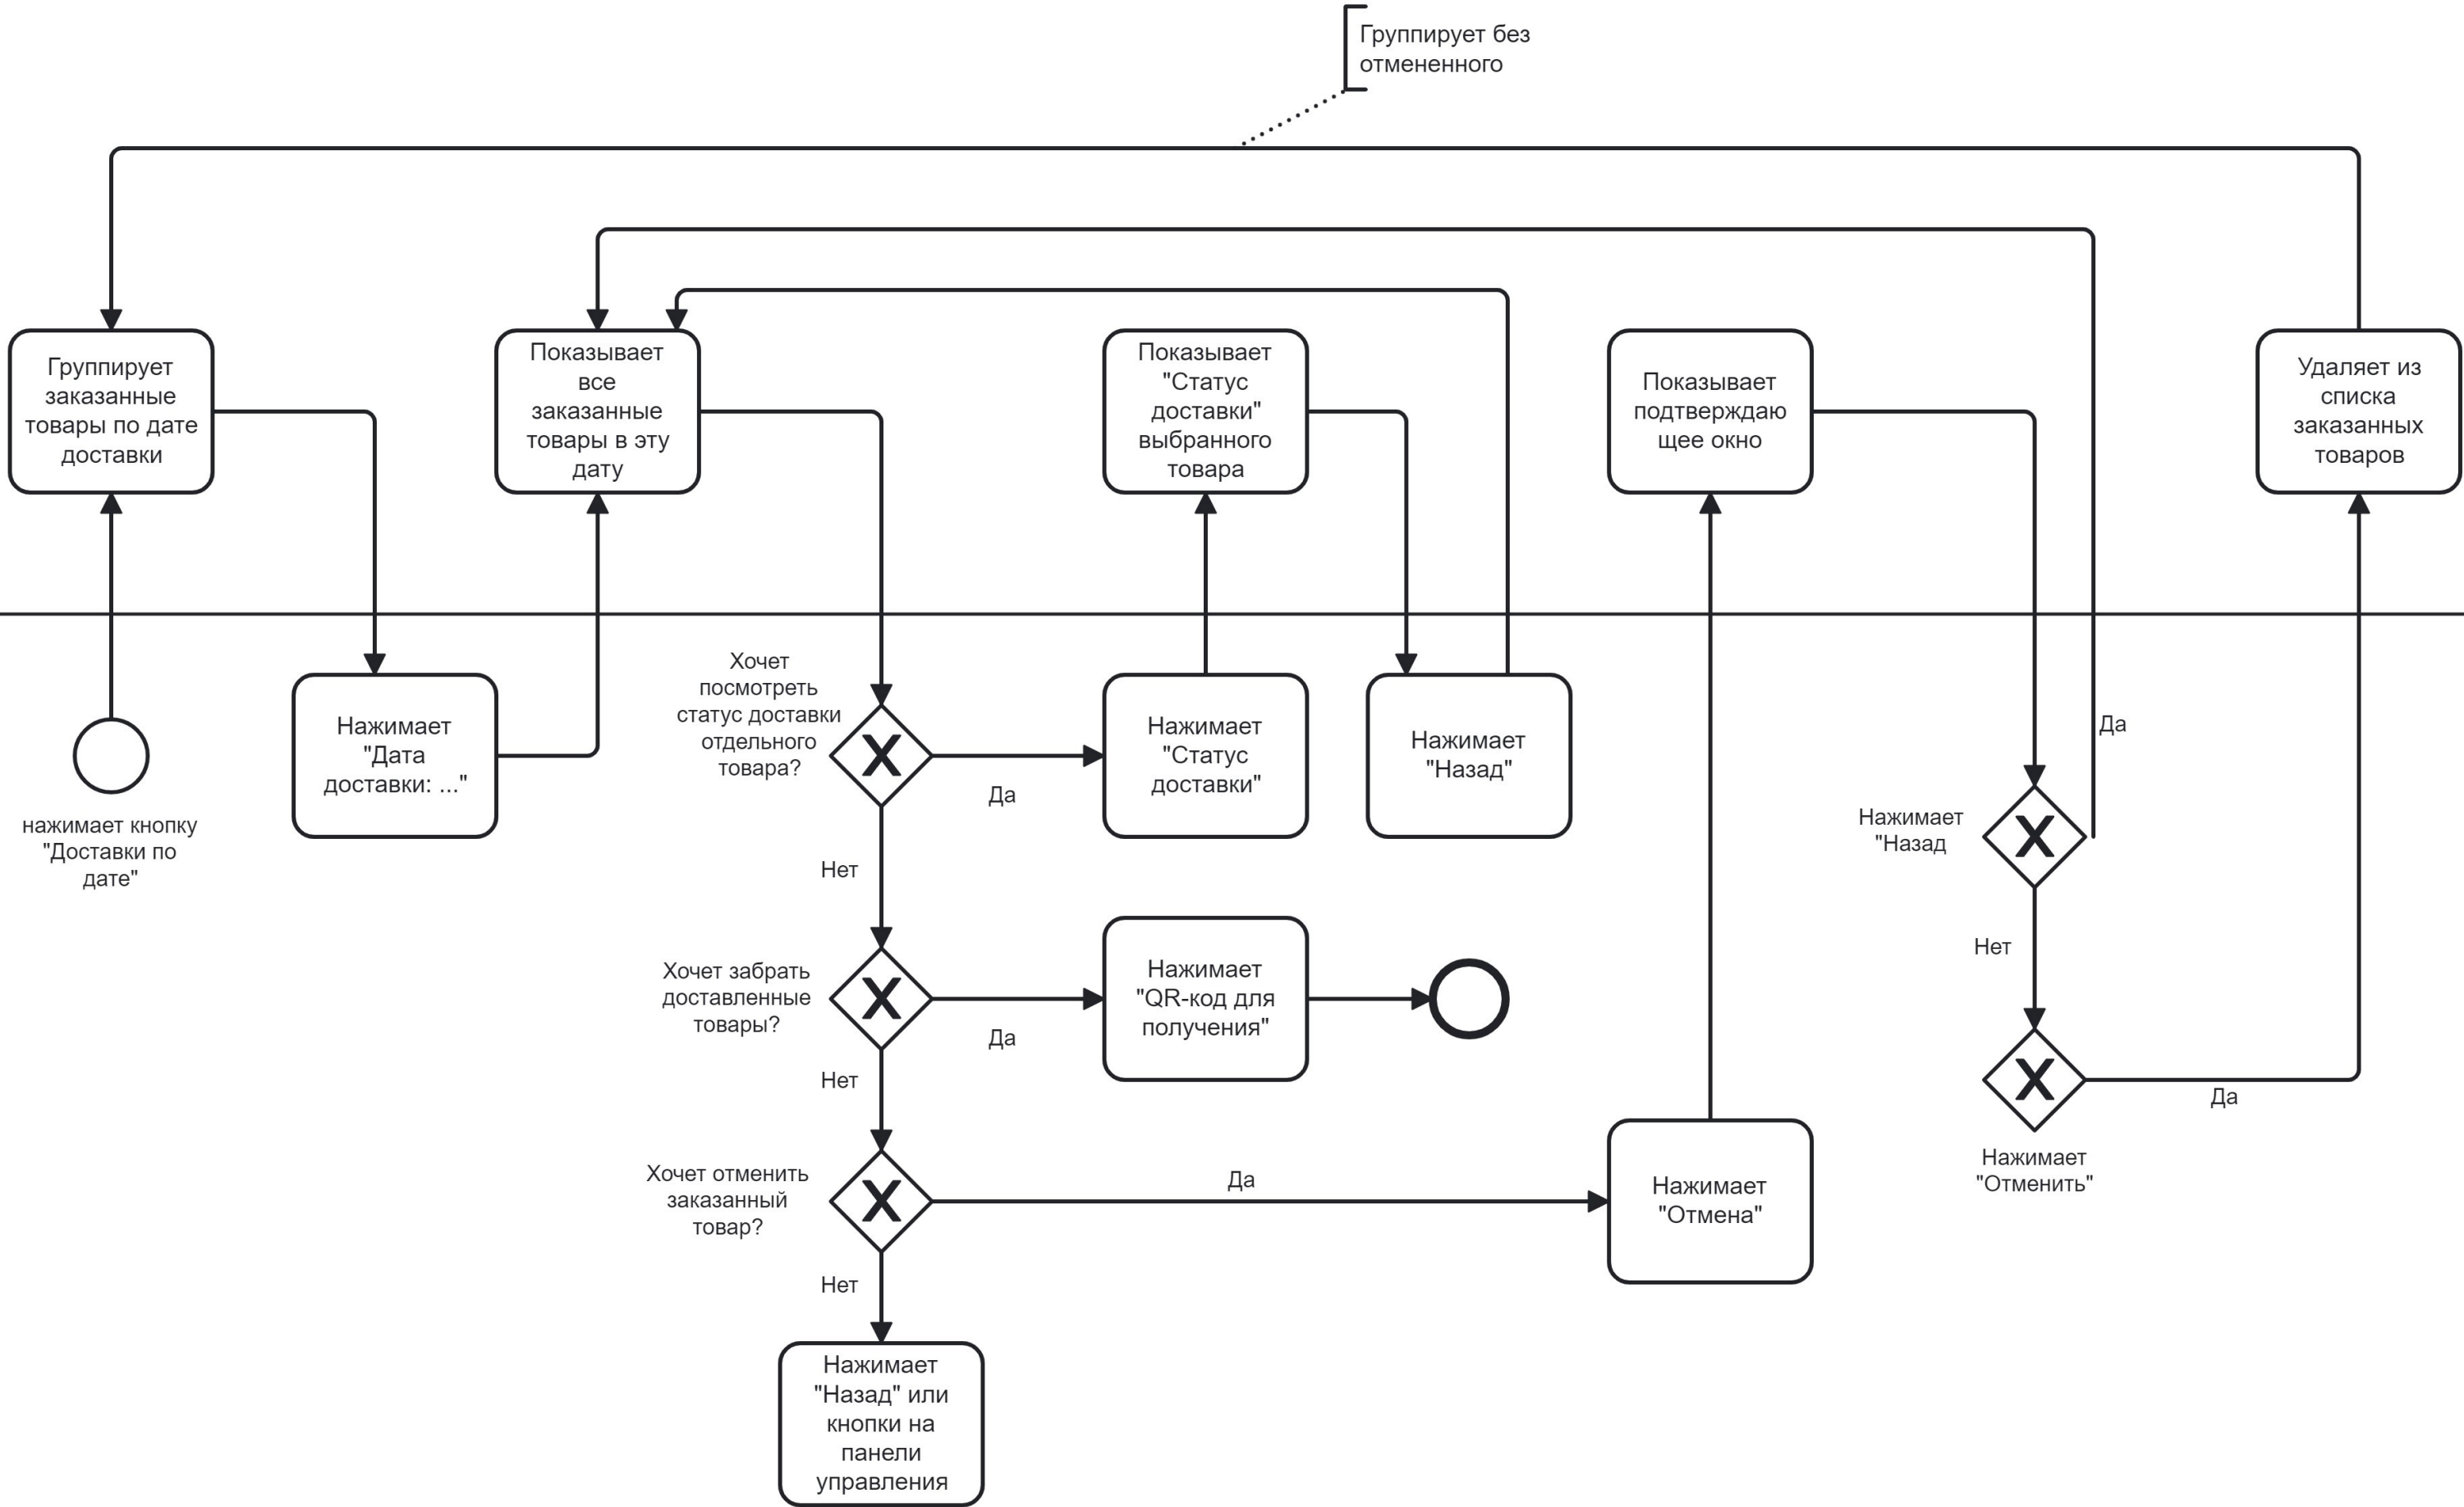 Группирует без
отмененного
Группирует
заказанные
товары по дате
доставки
Показывает
все
заказанные
товары в эту
дату
Показывает
"Статус
доставки"
выбранного
товара
Показывает
подтверждаю
щее окно
Удаляет из
списка
заказанных
товаров
нажимает кнопку
"Доставки по
дате"
Нажимает
"Дата
доставки: ..."
Хочет
посмотреть
статус доставки
отдельного
товара?
Да
Нажимает
"Статус
доставки"
Нажимает
"Назад"
Да
Нажимает
"Назад
Нет
Нет
Хочет забрать
доставленные
товары?
Да
Нажимает
"QR-код для
получения"
Нет
Да
Нажимает
"Отменить"
Хочет отменить
заказанный
товар?
Да
Нажимает
"Отмена"
Нет
Нажимает
"Назад" или
кнопки на
панели
управления